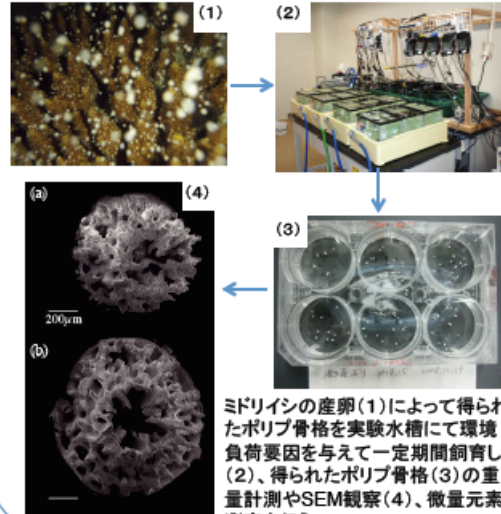 (1)
(2)
(a)
(4)
200μm
(b)
(3)
ミドリイシの産卵(1)によって得られ
たポリプ骨格を実験水槽にて環境
負荷要因を与えて一定期間飼育し
(2)、得られたポリプ骨格(3)の重
量計測やSEM観察(4)、微量元素